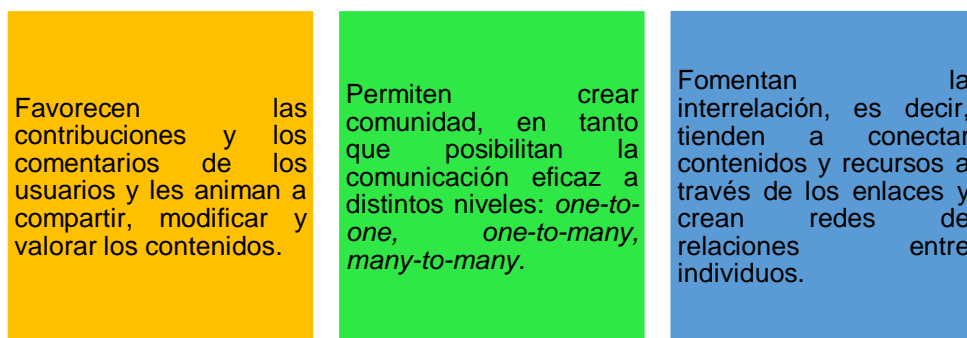 Favorecen las
contribuciones y los
comentarios de los
usuarios y les animan a
compartir, modificar y
valorar los contenidos.
Permiten crear
comunidad, en tanto
que posibilitan la
comunicación eficaz a
distintos niveles: one-to-
one, one-to-many,
many-to-many.
Fomentan la
interrelación, es decir,
tienden a conectar
contenidos y recursos a
través de los enlaces y
crean redes de
relaciones entre
individuos.